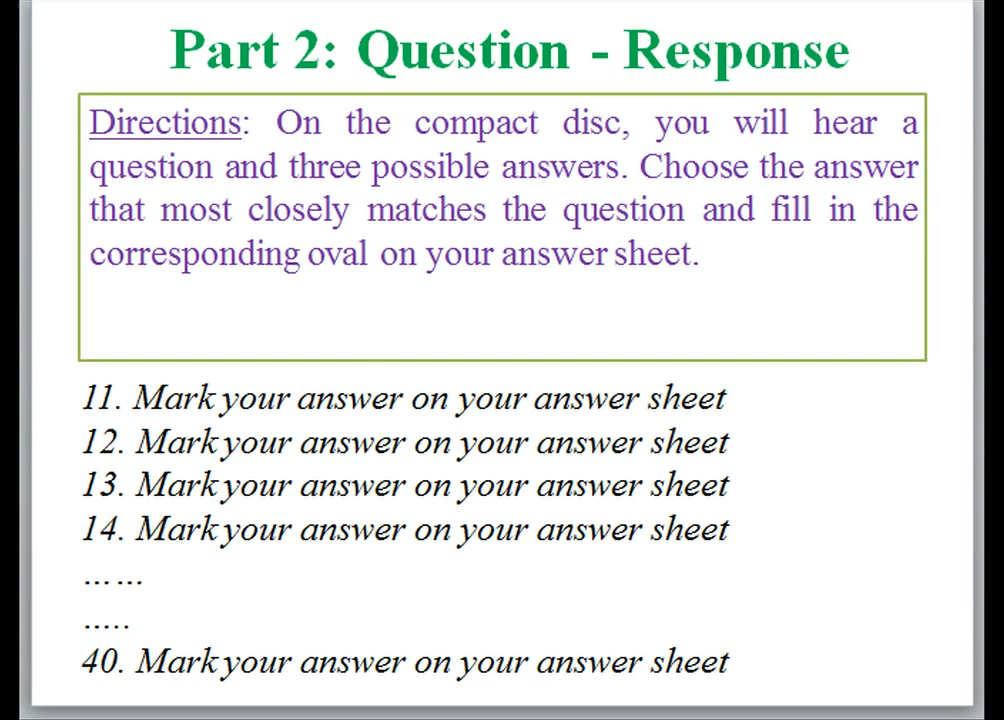 Part 2: Question - Response
Directions: On the compact disc, you will hear a
question and three possible answers. Choose the answer
that most closely matches the question and fill in the
corresponding oval on your answer sheet.
11. Mark your answer on your answer sheet
12. Mark your answer on your answer sheet
13. Mark your answer on your answer sheet
14. Mark your answer on your answer sheet
……
…..
40. Mark your answer on your answer sheet